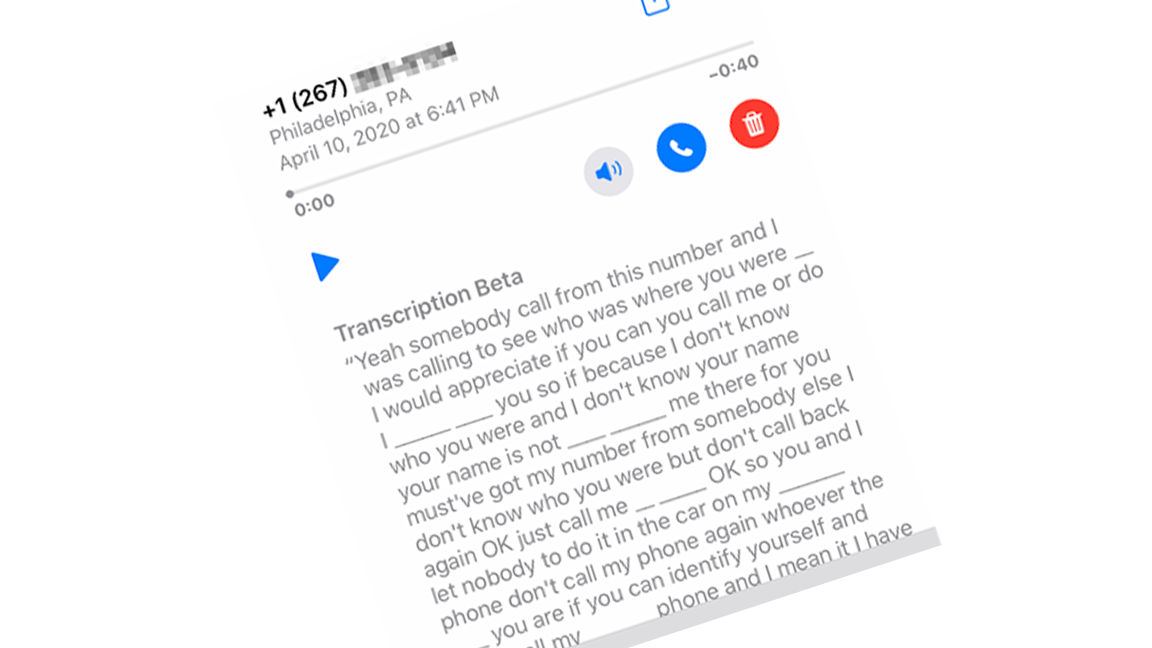 +1 (267)
Philadelphia, PA
April 10, 2020 at 6:41 PM
0:00
−0:40
Transcription Beta
“Yeah somebody call from this number and I
was calling to see who was where you were __
I would appreciate if you can you call me or do
I _____ ___ you so if because I don't know
who you were and I don't know your name
your name is not ___ _____ me there for you
must've got my number from somebody else I
don't know who you were but don't call back
again OK just call me __ ____ OK so you and I
let nobody to do it in the car on my ______
phone don't call my phone again whoever the
_ you are if you can identify yourself and
my ______ phone and I mean it I have